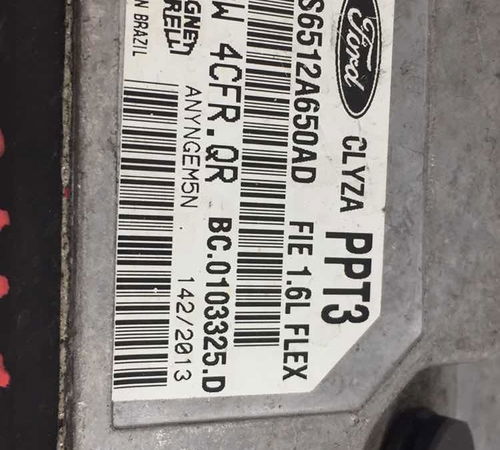 Ford CLYZA PPT3
S6512A650AD FIE 1.6L FLEX
4CFR.QR BC.0103325.D
ANYNGEM5N 142/2013
BRAZIL